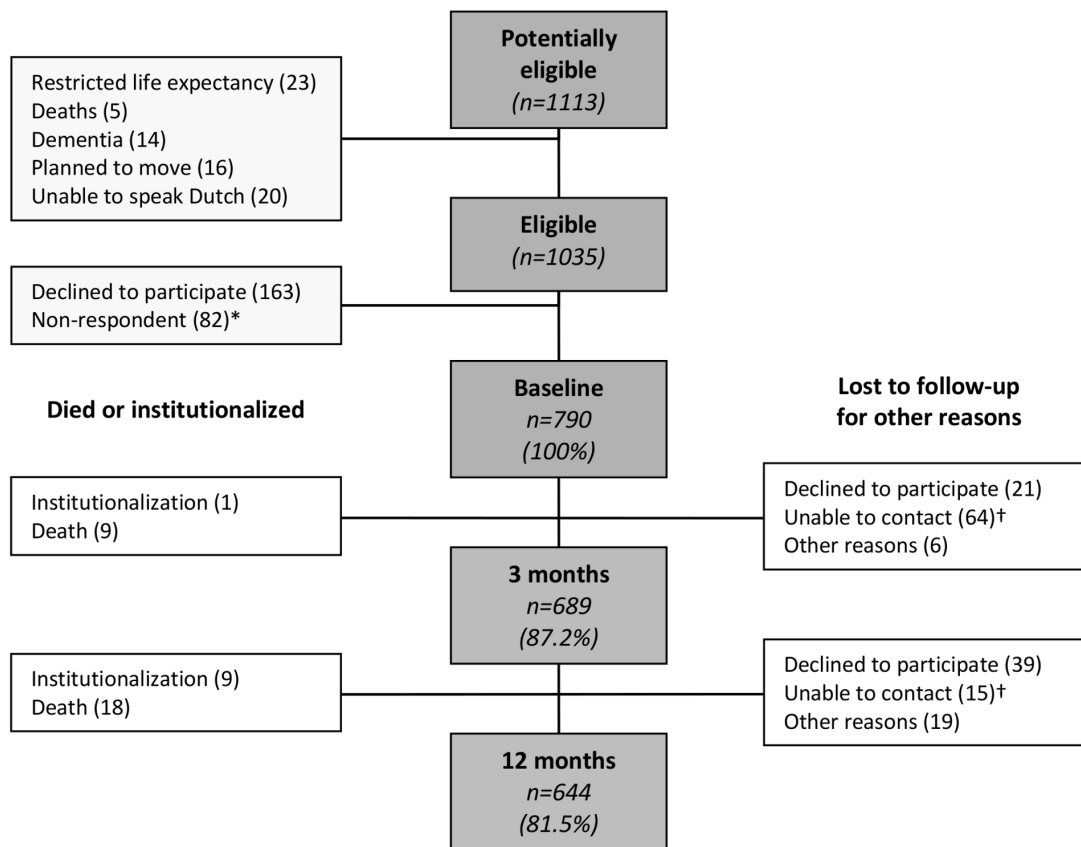 Potentially
eligible
(n=1113)
Restricted life expectancy (23)
Deaths (5)
Dementia (14)
Planned to move (16)
Unable to speak Dutch (20)
Eligible
(n=1035)
Declined to participate (163)
Non-respondent (82)*
Baseline
n=790
(100%)
Died or institutionalized
Lost to follow-up
for other reasons
Institutionalization (1)
Death (9)
Declined to participate (21)
Unable to contact (64)†
Other reasons (6)
3 months
n=689
(87.2%)
Institutionalization (9)
Death (18)
Declined to participate (39)
Unable to contact (15)†
Other reasons (19)
12 months
n=644
(81.5%)